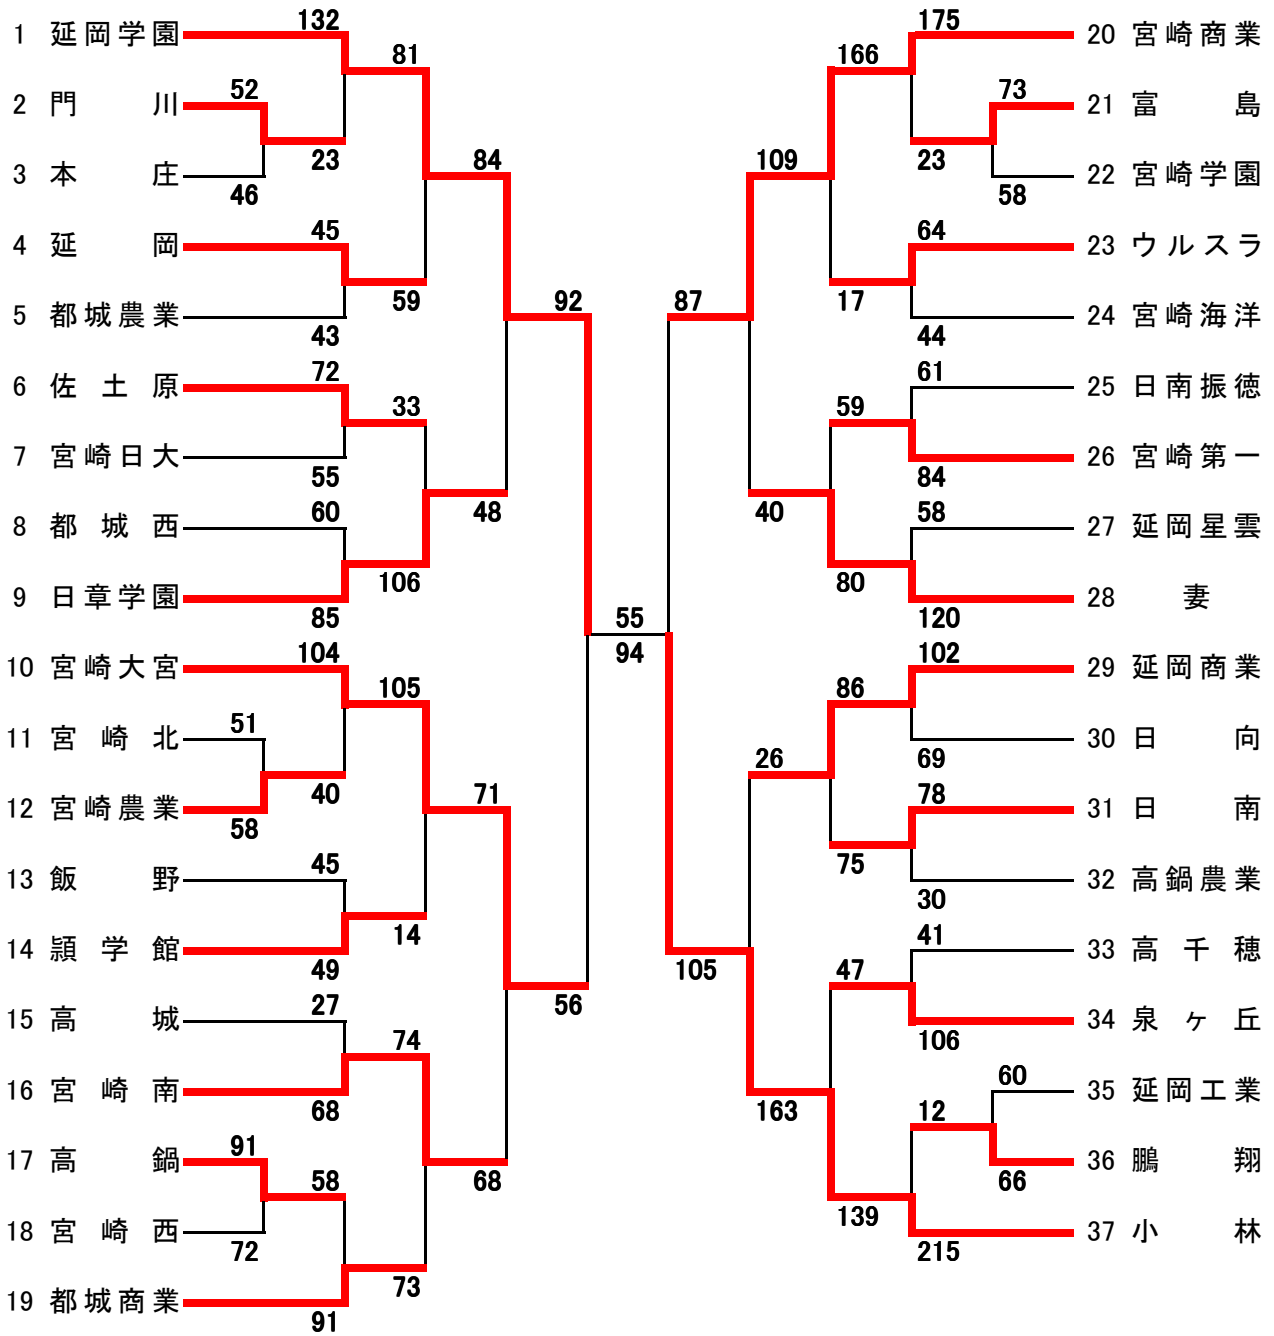 1 延岡学園
2 門川
3 本庄
4 延岡
5 都城農業
6 佐土原
7 宮崎日大
8 都城西
9 日章学園
10 宮崎大宮
11 宮崎北
12 宮崎農業
13 飯野
14 頴学館
15 高城
16 宮崎南
17 高鍋
18 宮崎西
19 都城商業
132
52
46
23
45
43
72
55
60
85
104
51
58
40
45
49
27
68
91
72
58
91
81
59
33
106
105
14
74
73
84
48
71
68
92
56
55
94
87
105
109
40
26
163
166
17
59
80
86
75
47
139
175
73
58
23
64
44
61
84
58
120
102
69
78
30
41
106
60
66
12
215
20 宮崎商業
21 富島
22 宮崎学園
23 ウルスラ
24 宮崎海洋
25 日南振徳
26 宮崎第一
27 延岡星雲
28 妻
29 延岡商業
30 日向
31 日南
32 高鍋農業
33 高千穂
34 泉ヶ丘
35 延岡工業
36 鵬翔
37 小林